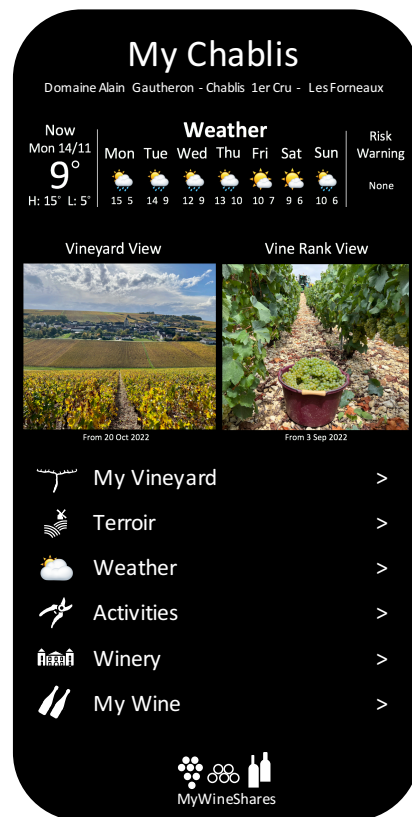 My Chablis
Domaine Alain Gautheron - Chablis 1er Cru - Les Forneaux
Now
Mon 14/11
9°
H: 15° L: 5°
Weather
Mon Tue Wed Thu Fri Sat Sun
15 5 14 9 12 9 13 10 10 7 9 6 10 6
Risk
Warning
None
Vineyard View
Vine Rank View
From 20 Oct 2022
From 3 Sep 2022
My Vineyard >
Terroir >
Weather >
Activities >
Winery >
My Wine >
MyWineShares